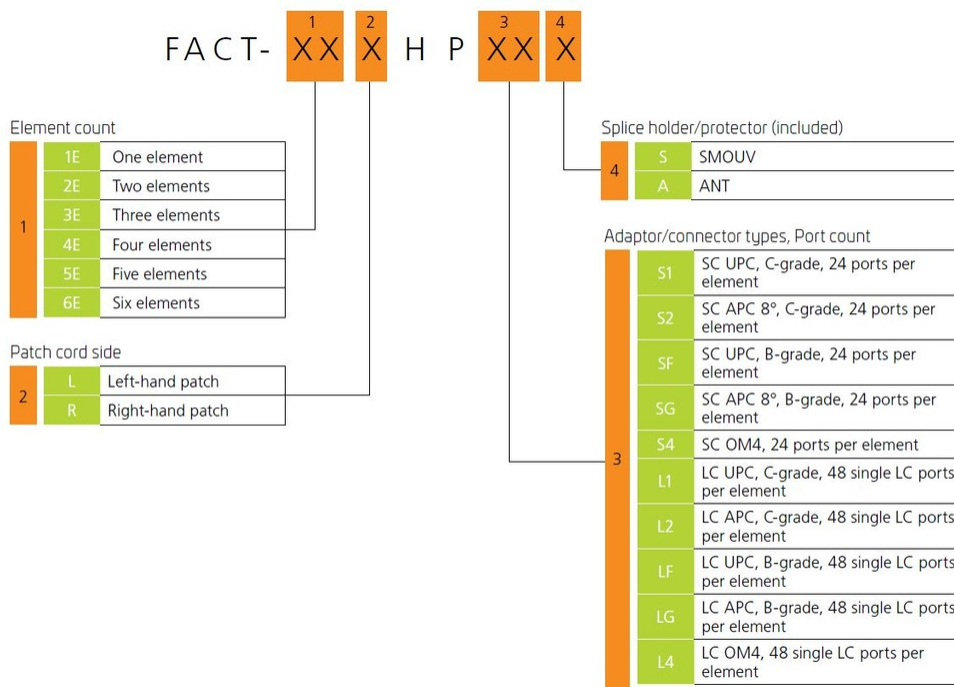 1 2 3 4
FACT- XX X H P XX X
Element count
1
1E One element
2E Two elements
3E Three elements
4E Four elements
5E Five elements
6E Six elements
Patch cord side
2
L Left-hand patch
R Right-hand patch
Splice holder/protector (included)
4
S SMOUV
A ANT
Adaptor/connector types, Port count
3
S1 SC UPC, C-grade, 24 ports per
element
S2 SC APC 8°, C-grade, 24 ports per
element
SF SC UPC, B-grade, 24 ports per
element
SG SC APC 8°, B-grade, 24 ports per
element
S4 SC OM4, 24 ports per element
L1 LC UPC, C-grade, 48 single LC ports
per element
L2 LC APC, C-grade, 48 single LC ports
per element
LF LC UPC, B-grade, 48 single LC ports
per element
LG LC APC, B-grade, 48 single LC ports
per element
L4 LC OM4, 48 single LC ports per
element